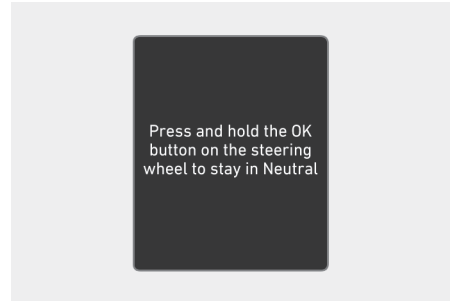 Press and hold the OK
button on the steering
wheel to stay in Neutral